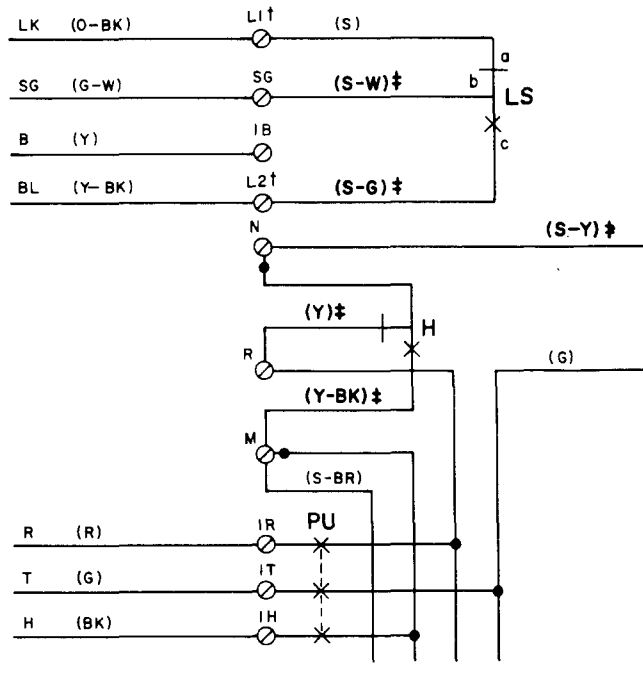 LK (O-BK) L1† (S)
a
SG (G-W) SG (S-W)‡ b LS
B (Y) 1B
c
BL (Y-BK) L2† (S-G)‡
N (S-Y)‡
(Y)‡ H
R (G)
(Y-BK)‡
M
(S-BR)
R (R) 1R PU
T (G) 1T
H (BK) 1H